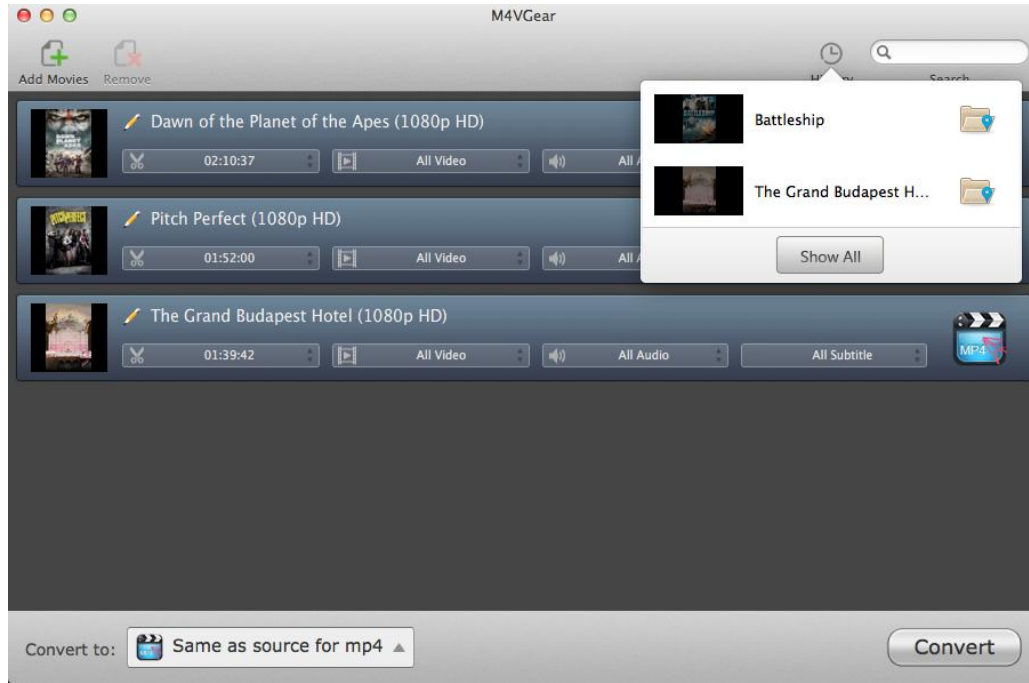 M4VGear
Add Movies
Remove
Search
Battleship
The Grand Budapest H...
Show All
Dawn of the Planet of the Apes (1080p HD)
02:10:37
All Video
All
Pitch Perfect (1080p HD)
01:52:00
All Video
All
The Grand Budapest Hotel (1080p HD)
01:39:42
All Video
All Audio
All Subtitle
MP4
Convert to:
Same as source for mp4
Convert